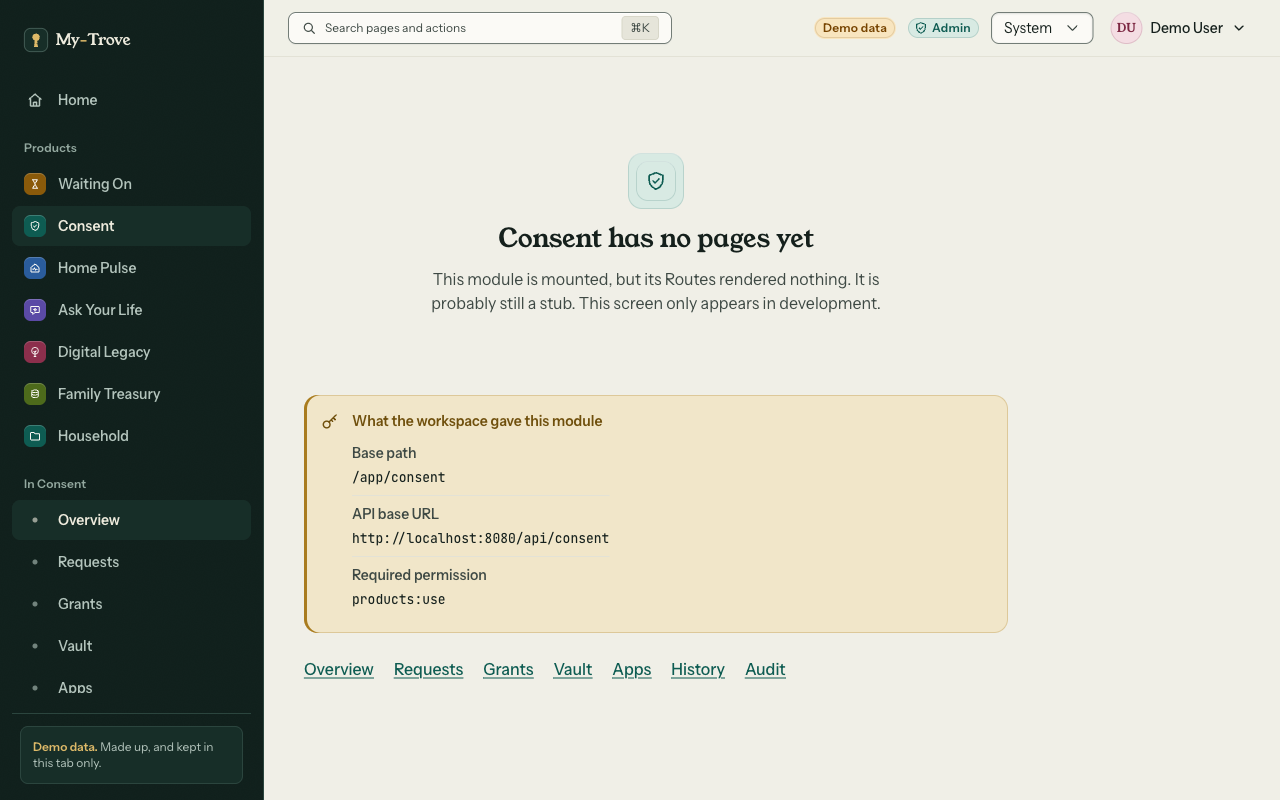 My-Trove
Search pages and actions
⌘K
Demo data
Admin
System
DU
Demo User
Home
Products
Waiting On
Consent
Home Pulse
Ask Your Life
Digital Legacy
Family Treasury
Household
In Consent
Overview
Requests
Grants
Vault
Apps
Demo data. Made up, and kept in
this tab only.
Consent has no pages yet
This module is mounted, but its Routes rendered nothing. It is
probably still a stub. This screen only appears in development.
What the workspace gave this module
Base path
/app/consent
API base URL
http://localhost:8080/api/consent
Required permission
products:use
Overview Requests Grants Vault Apps History Audit